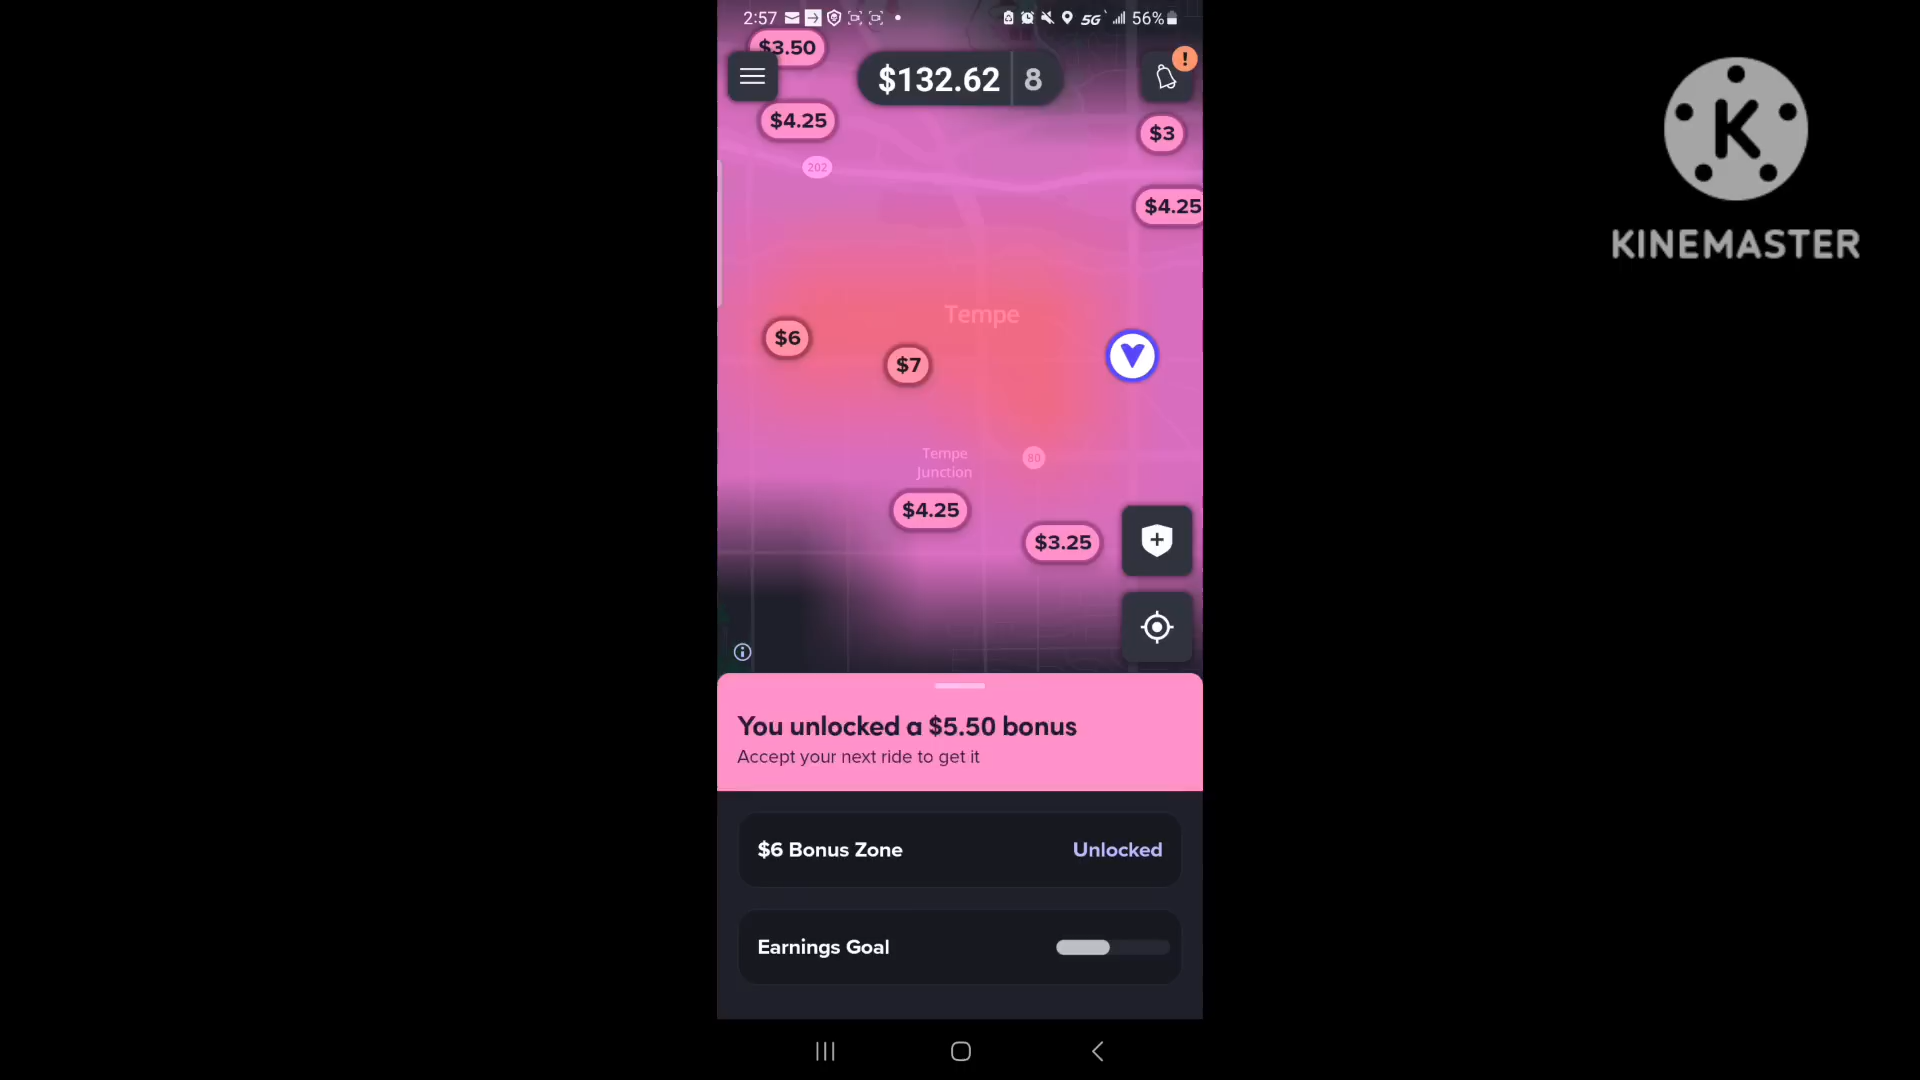 2:57
5G
56%
$3.50
$132.62
8
!
$4.25
$3
202
$4.25
Tempe
$6
$7
Tempe
Junction
80
$4.25
$3.25
You unlocked a $5.50 bonus
Accept your next ride to get it
$6 Bonus Zone
Unlocked
Earnings Goal
K
KINEMASTER